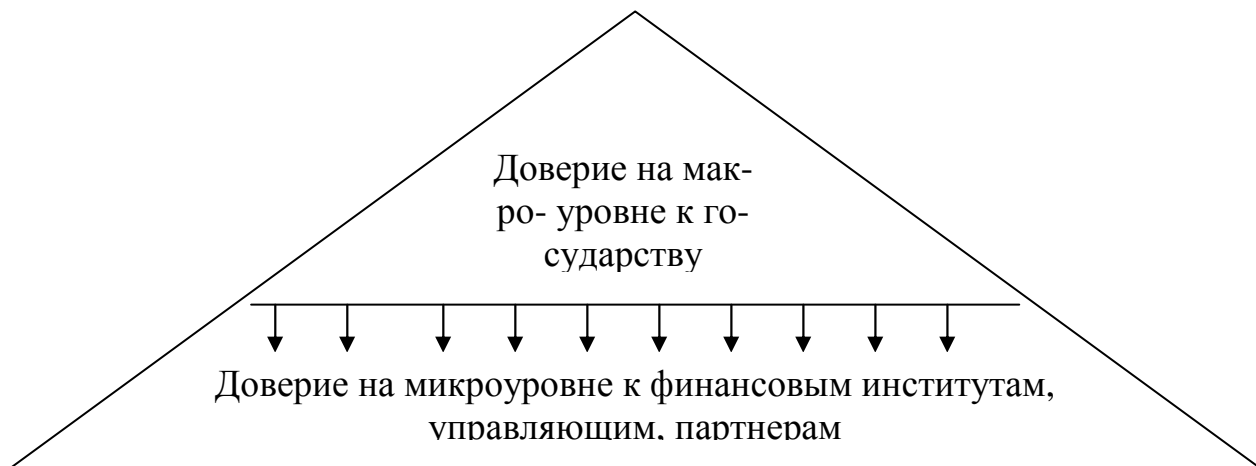 Доверие на мак-
ро- уровне к го-
сударству
Доверие на микроуровне к финансовым институтам,
управляющим, партнерам